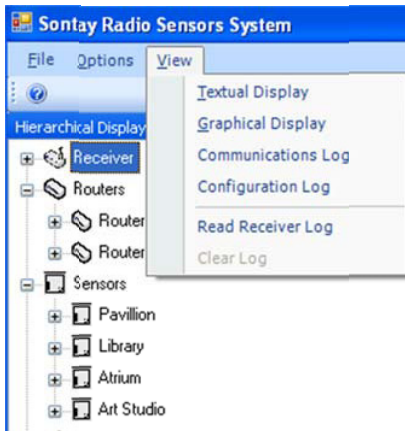 Sontay Radio Sensors System
File Options View
Textual Display
Graphical Display
Communications Log
Configuration Log
Read Receiver Log
Clear Log
Hierarchical Display
Receiver
Routers
Router
Router
Sensors
Pavillion
Library
Atrium
Art Studio